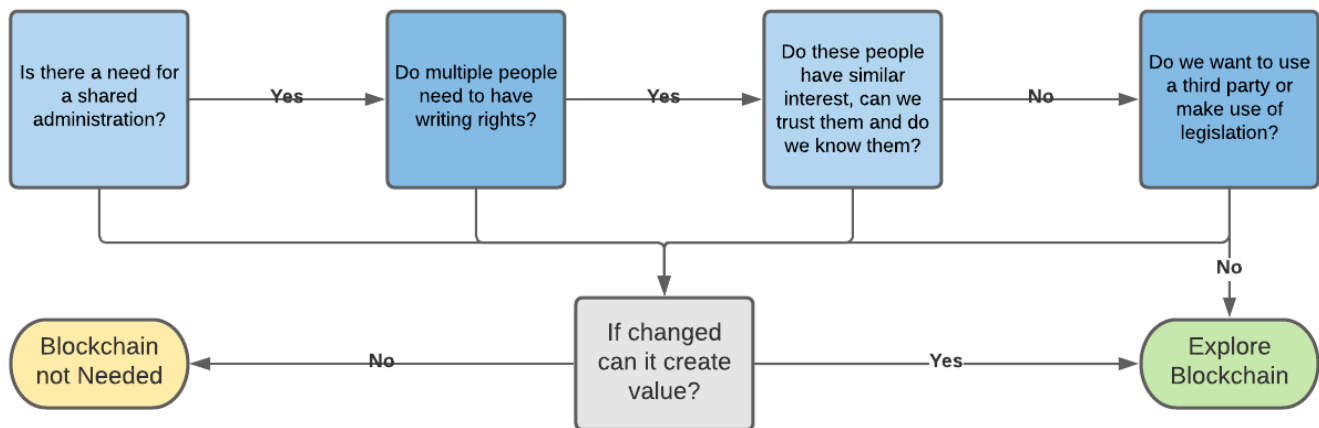 Is there a need for
a shared
administration?
Yes
Do multiple people
need to have
writing rights?
Yes
Do these people
have similar
interest, can we
trust them and do
we know them?
No
Do we want to use
a third party or
make use of
legislation?
No
Blockchain
not Needed
No
If changed
can it create
value?
Yes
Explore
Blockchain